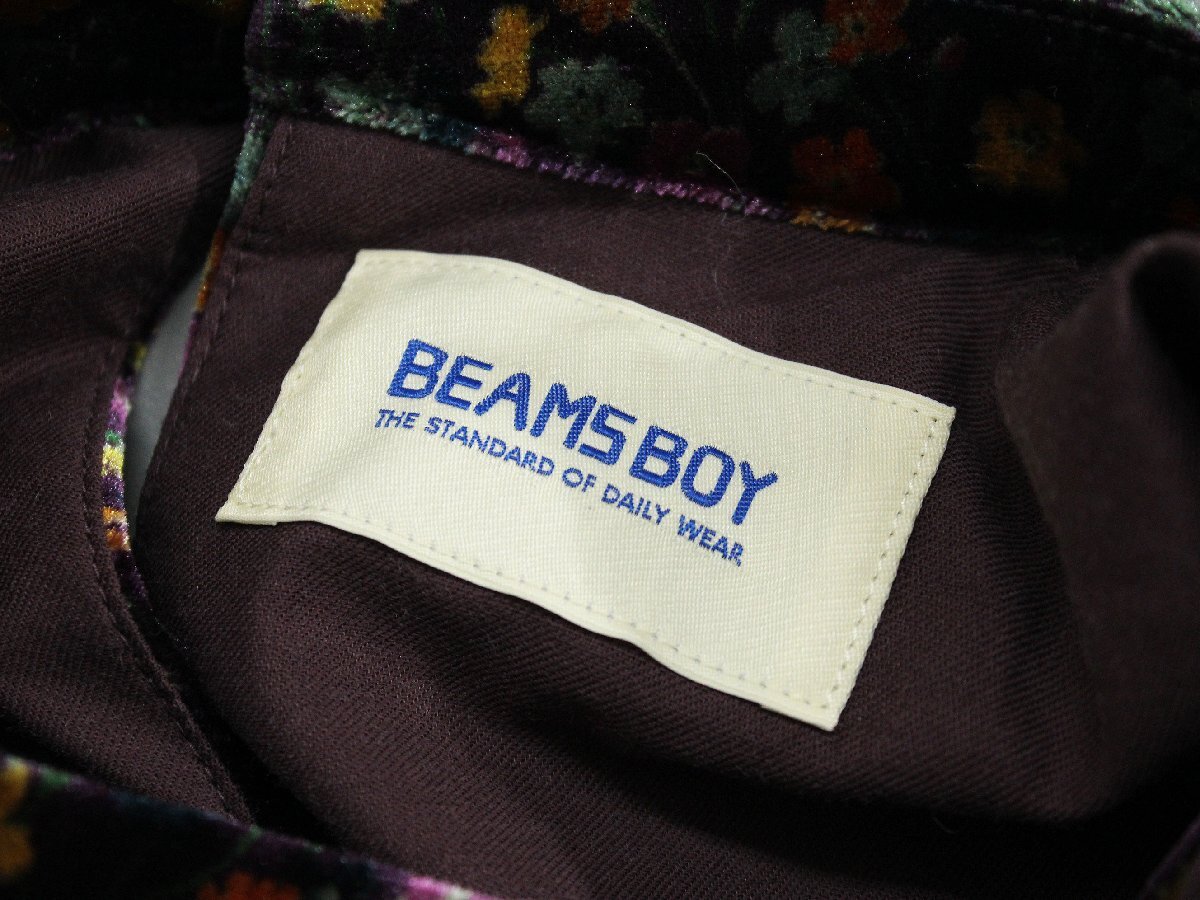 BEAMS BOY
THE STANDARD OF DAILY WEAR